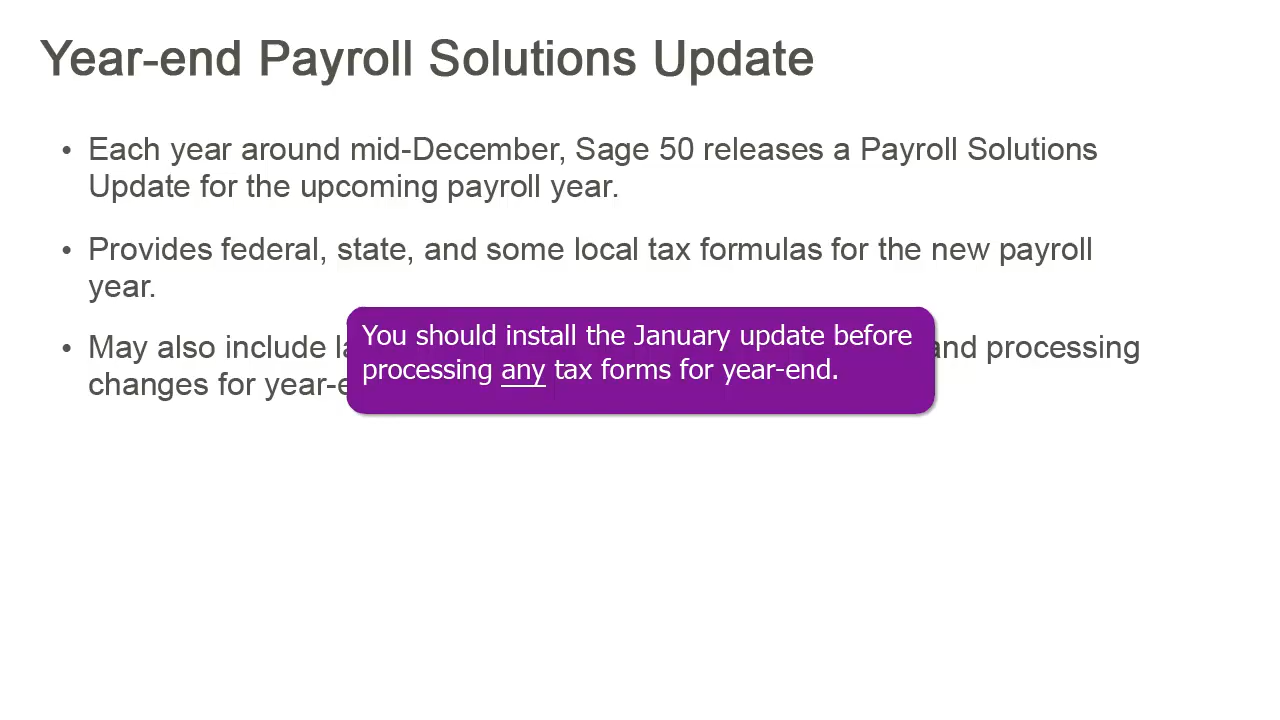 Year-end Payroll Solutions Update
• Each year around mid-December, Sage 50 releases a Payroll Solutions
Update for the upcoming payroll year.
• Provides federal, state, and some local tax formulas for the new payroll
year.
• May also include and processing
changes for
You should install the January update before
processing any tax forms for year-end.